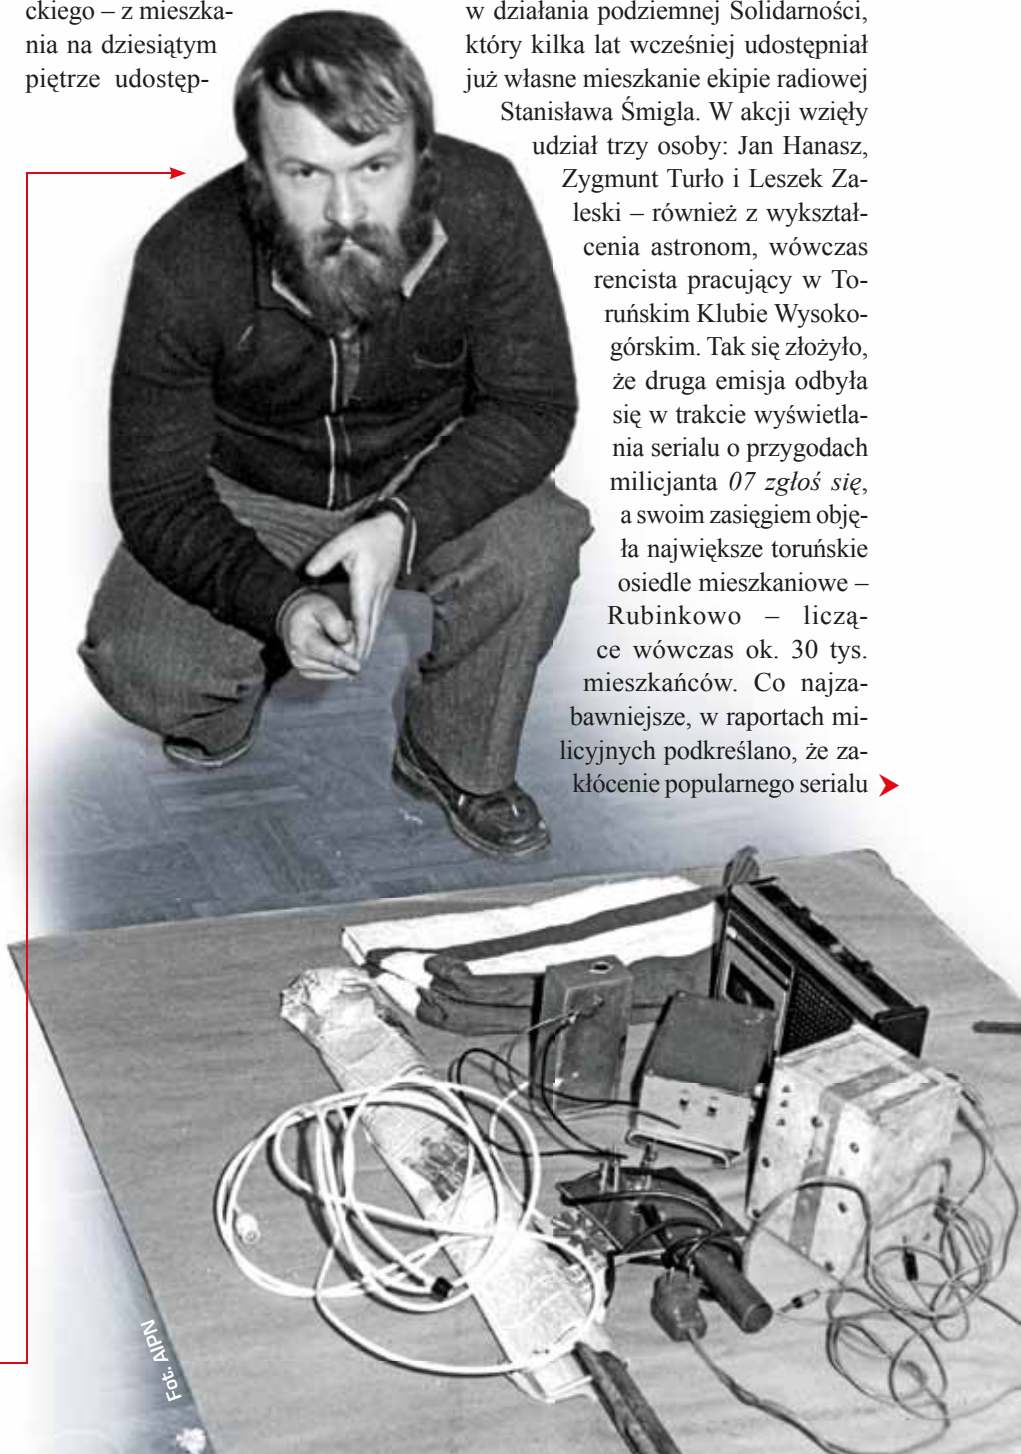 ckiego – z mieszka-
nia na dziesiątym
piętrze udostęp-
w działania podziemnej Solidarności,
który kilka lat wcześniej udostępniał
już własne mieszkanie ekipie radiowej
Stanisława Śmigla. W akcji wzięły
udział trzy osoby: Jan Hanasz,
Zygmunt Turło i Leszek Za-
leski – również z wykształ-
cenia astronom, wówczas
rencista pracujący w To-
ruńskim Klubie Wysoko-
górskim. Tak się złożyło,
że druga emisja odbyła
się w trakcie wyświetla-
nia serialu o przygodach
milicjanta 07 zgłoś się,
a swoim zasięgiem obję-
ła największe toruńskie
osiedle mieszkaniowe –
Rubinkowo – liczą-
ce wówczas ok. 30 tys.
mieszkańców. Co najza-
bawniejsze, w raportach mi-
licyjnych podkreślano, że za-
kłócenie popularnego serialu
Fot. AIPN